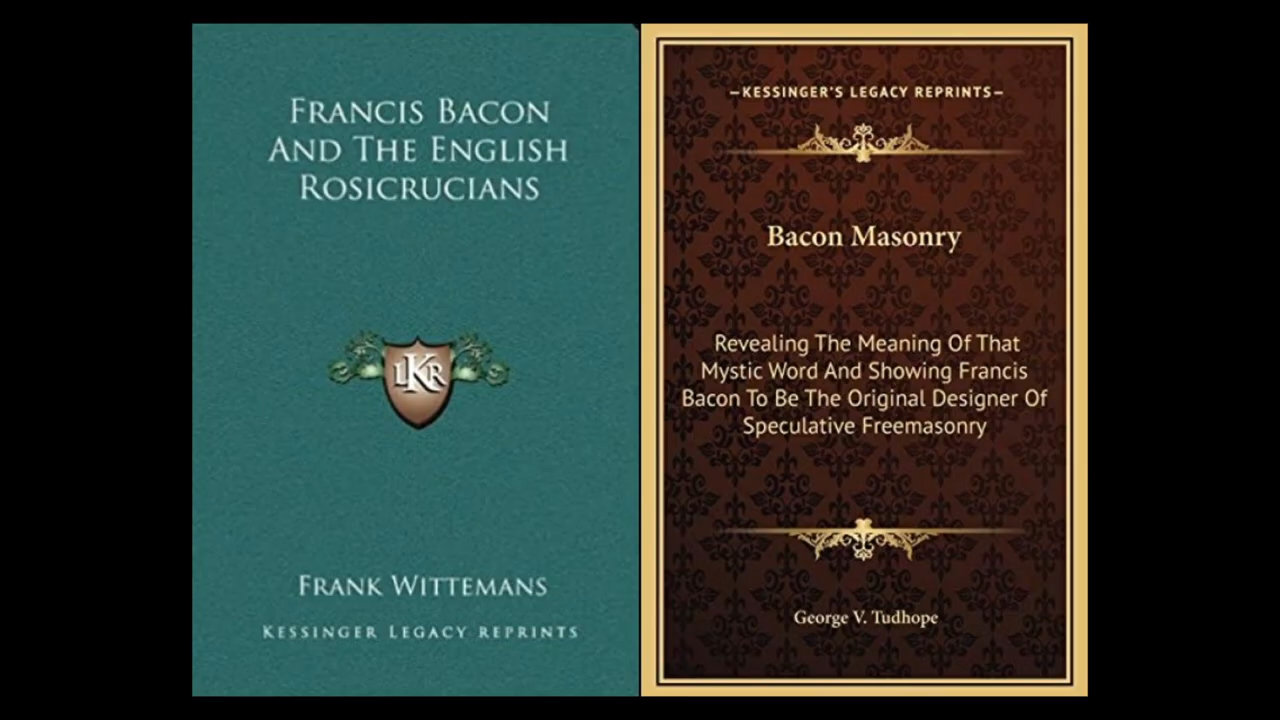 FRANCIS BACON
AND THE ENGLISH
ROSICRUCIANS
LKR
FRANK WITTEMANS
KESSINGER LEGACY REPRINTS
–KESSINGER'S LEGACY REPRINTS–
Bacon Masonry
Revealing The Meaning Of That
Mystic Word And Showing Francis
Bacon To Be The Original Designer Of
Speculative Freemasonry
George V. Tudhope